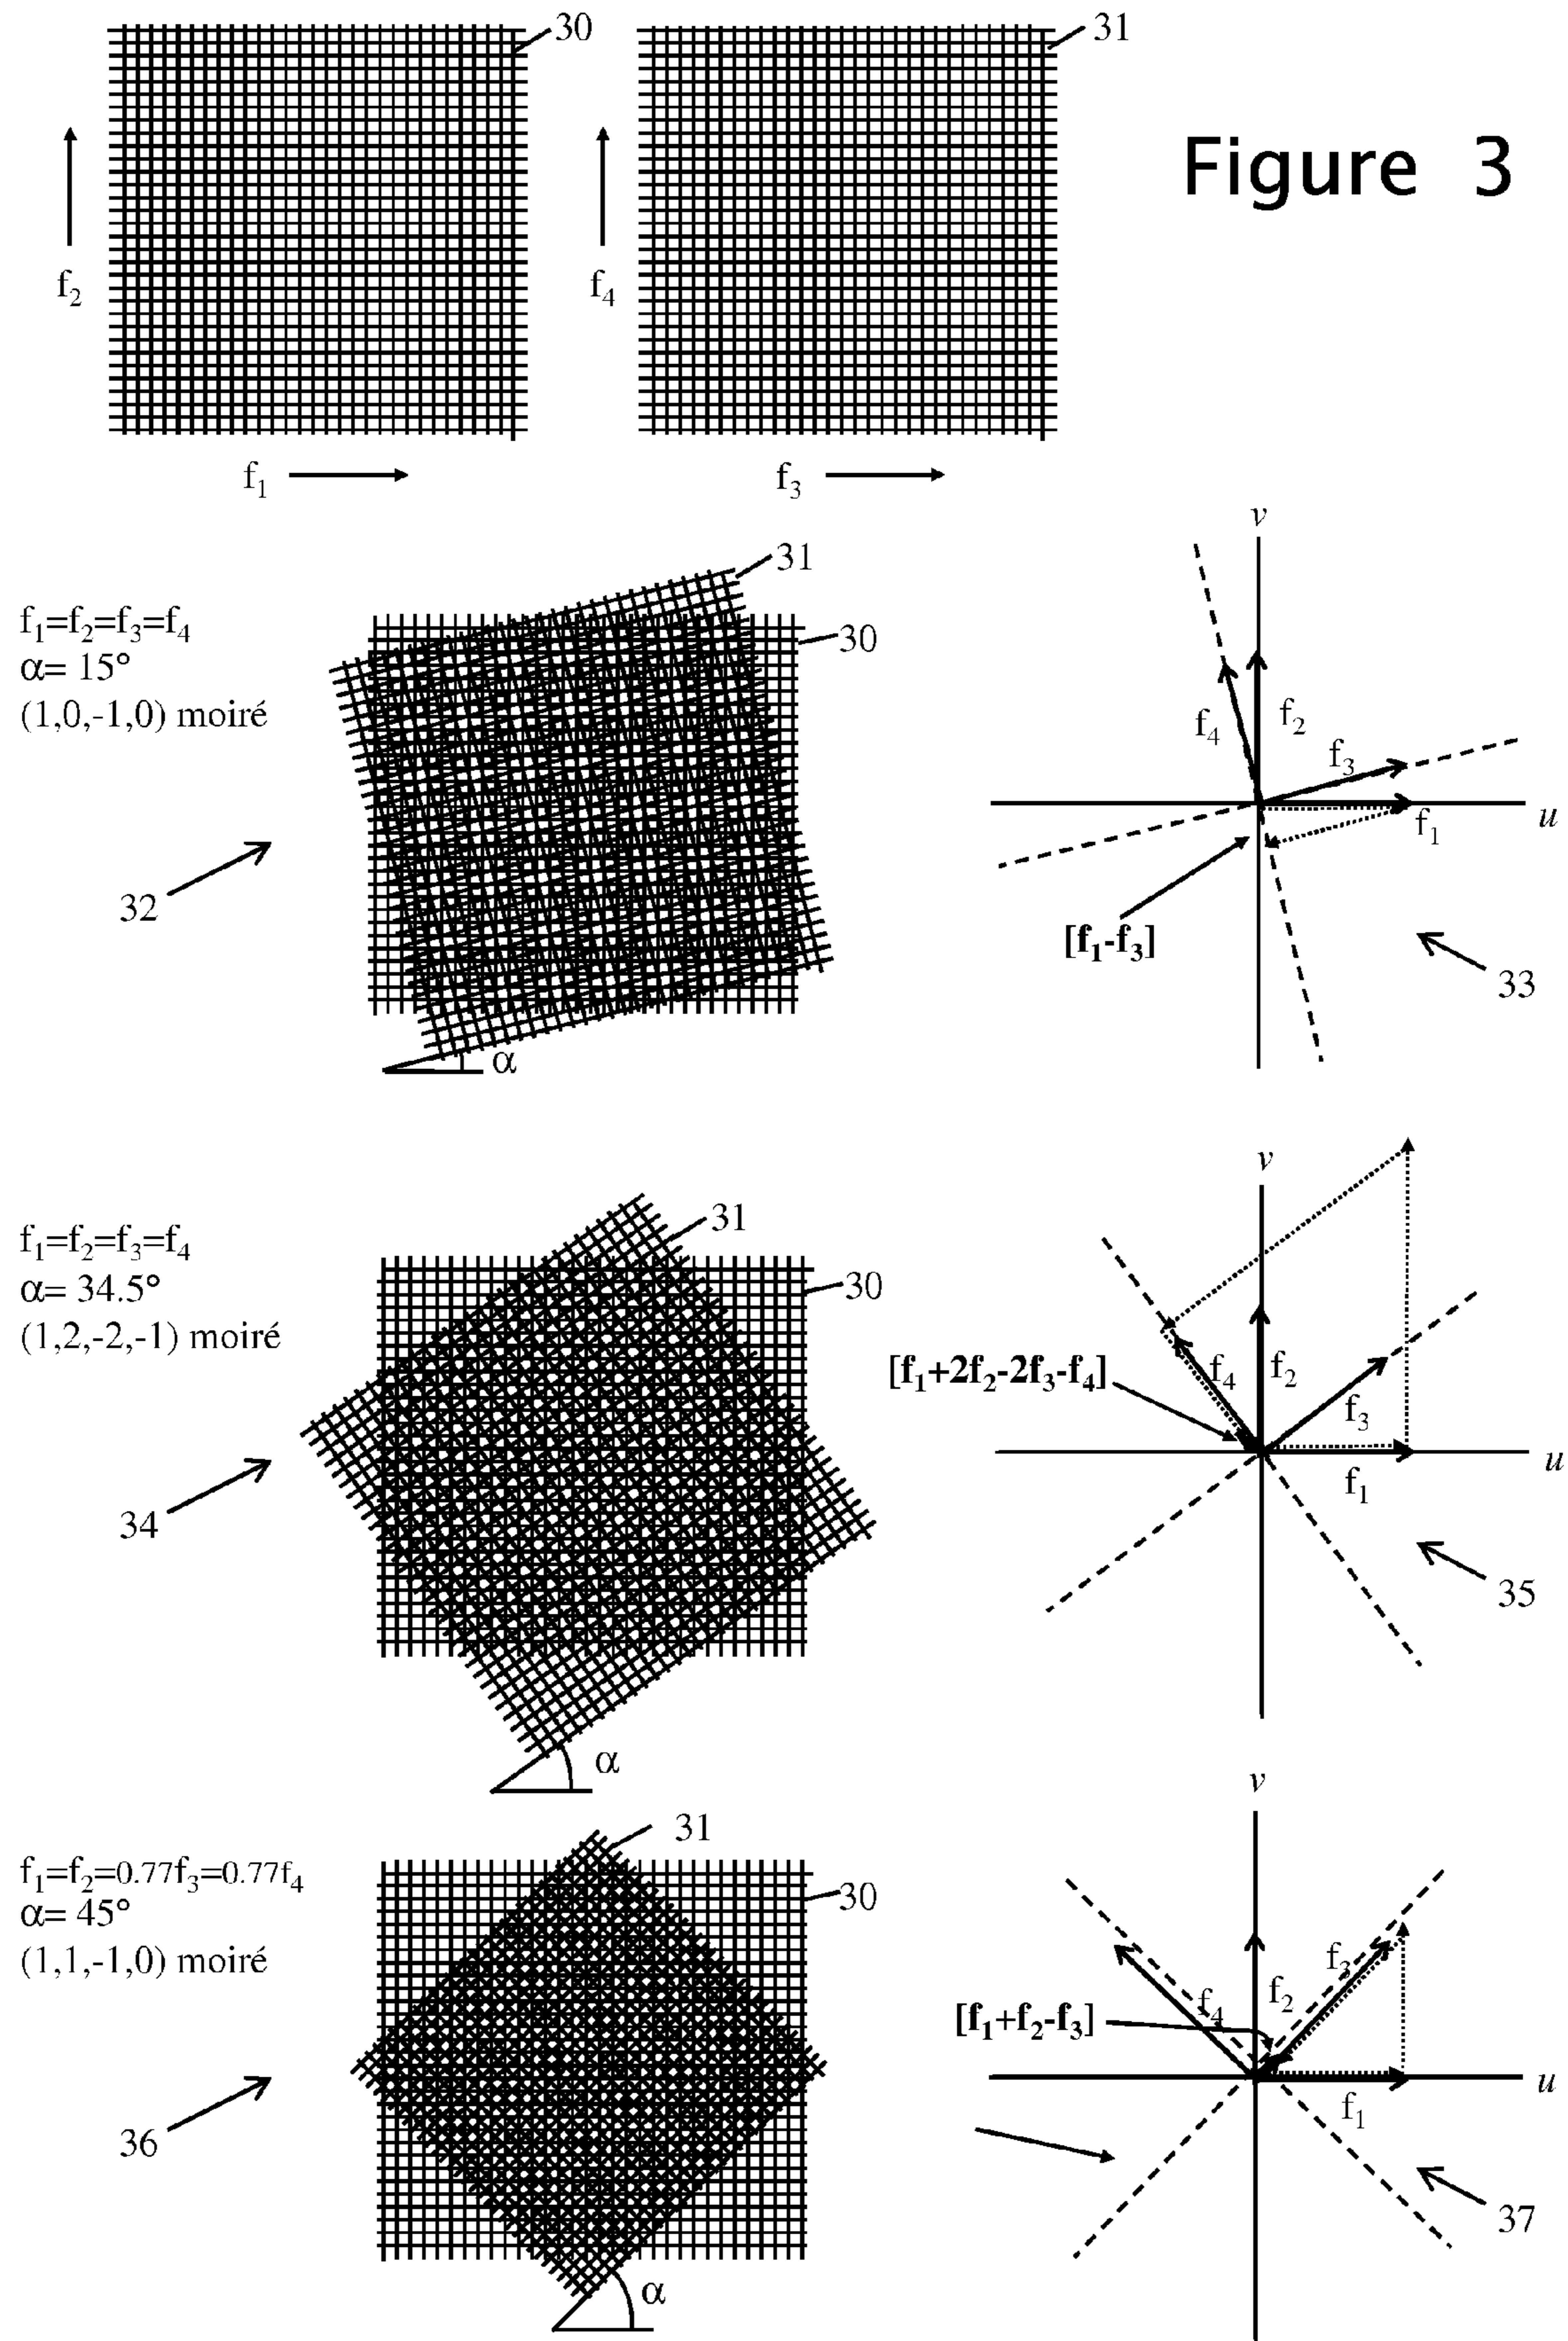 30
31
Figure 3
f₂
f₄
f₁
f₃
f₁=f₂=f₃=f₄
α= 15°
(1,0,-1,0) moiré
31
30
32
α
v
f₄
f₂
f₃
u
f₁
[f₁-f₃]
33
f₁=f₂=f₃=f₄
α= 34.5°
(1,2,-2,-1) moiré
31
30
34
α
v
[f₁+2f₂-2f₃-f₄]
f₄
f₂
f₃
u
f₁
35
f₁=f₂=0.77f₃=0.77f₄
α= 45°
(1,1,-1,0) moiré
31
30
36
α
v
f₃
f₂
f₄
[f₁+f₂-f₃]
u
f₁
37